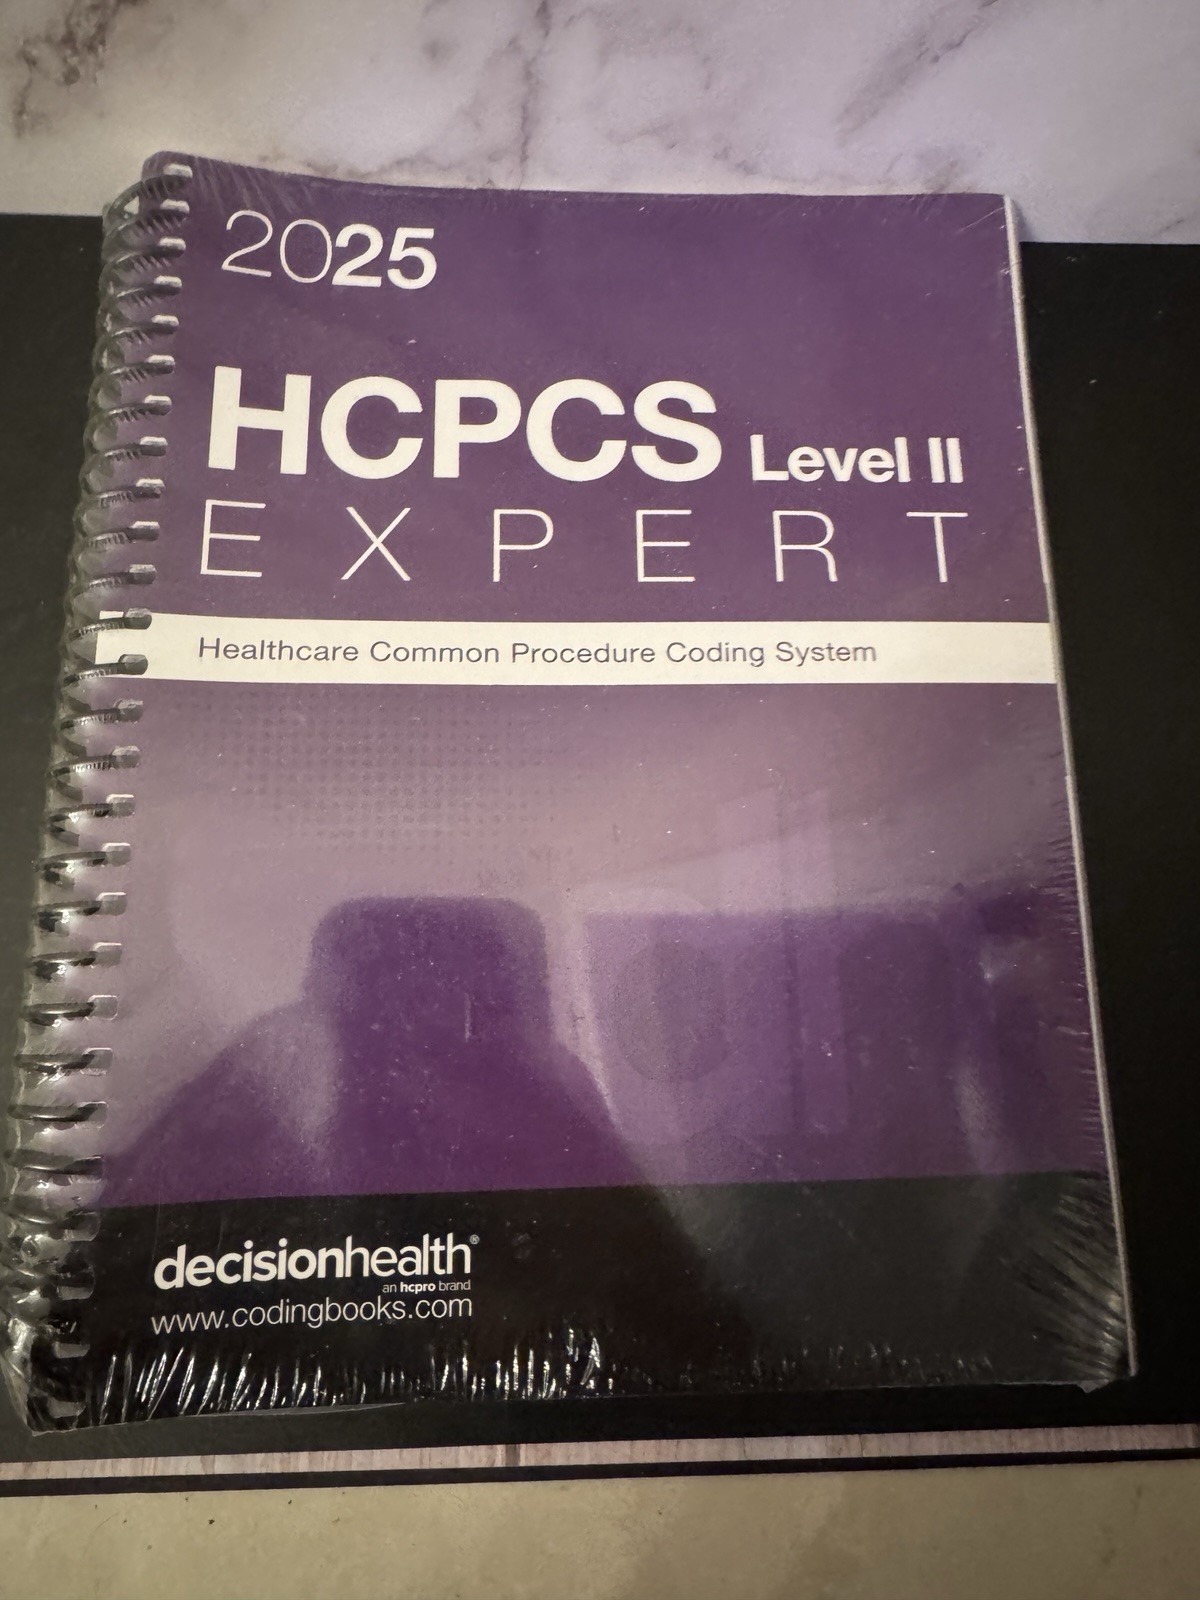 2025
HCPCS Level II
EXPERT
Healthcare Common Procedure Coding System
decisionhealth®
an hcpro brand
www.codingbooks.com